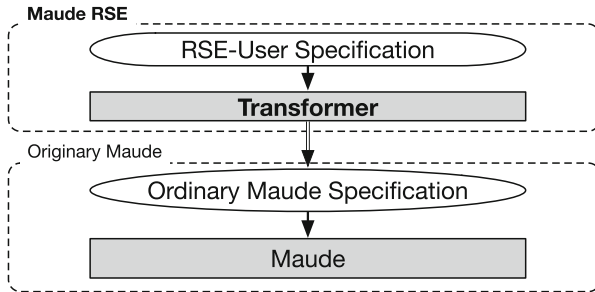 Maude RSE
RSE-User Specification
Transformer
Originary Maude
Ordinary Maude Specification
Maude